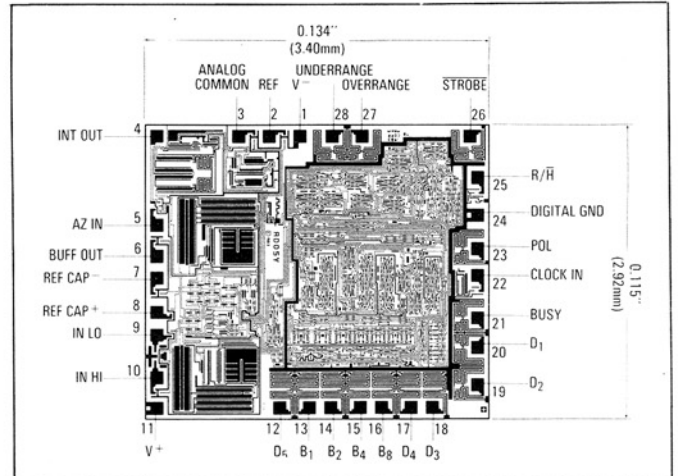 0.134"
(3.40mm)
ANALOG COMMON
REF
V−
UNDERRANGE
OVERRANGE
STROBE
4 3 2 1 28 27 26
INT OUT
AZ IN
5
BUFF OUT
6
REF CAP−
7
REF CAP+
8
IN LO
9
IN HI
10
11
V+
R/H
25
DIGITAL GND
24
POL
23
CLOCK IN
22
BUSY
21
D1
20
D2
19
0.115"
(2.92mm)
12 13 14 15 16 17 18
D5 B1 B2 B4 B8 D4 D3